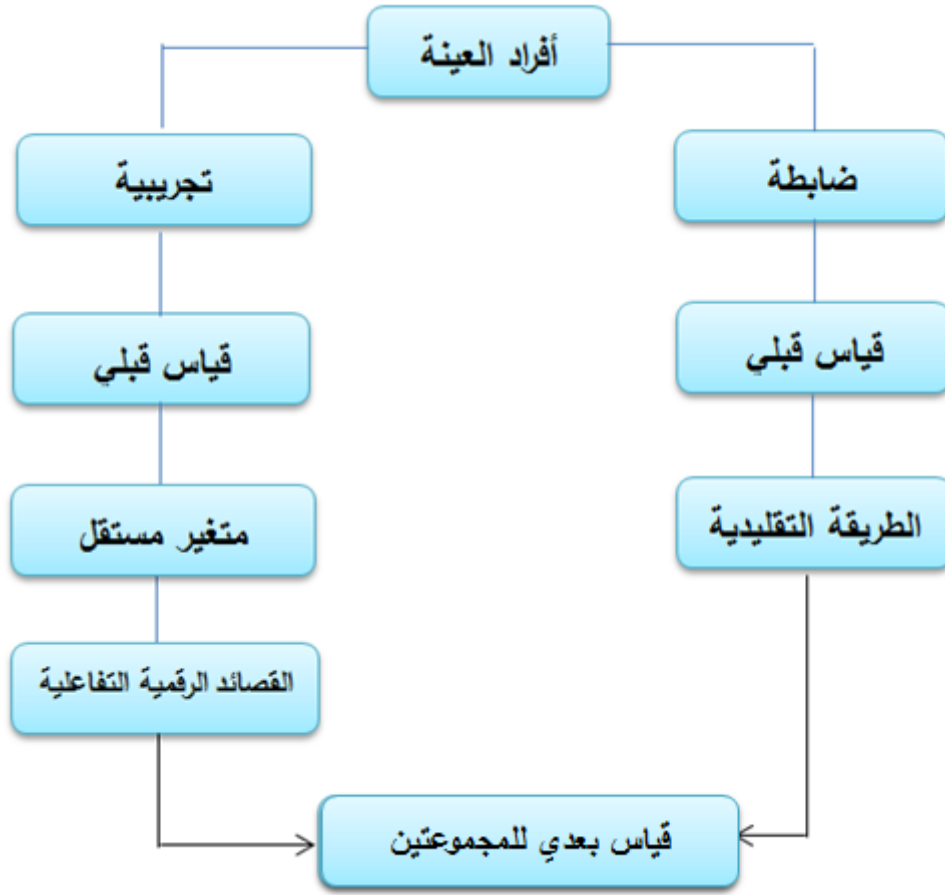 أفراد العينة
ضابطة
تجريبية
قياس قبلي
قياس قبلي
الطريقة التقليدية
متغير مستقل
القصائد الرقمية التفاعلية
قياس بعدي للمجموعتين